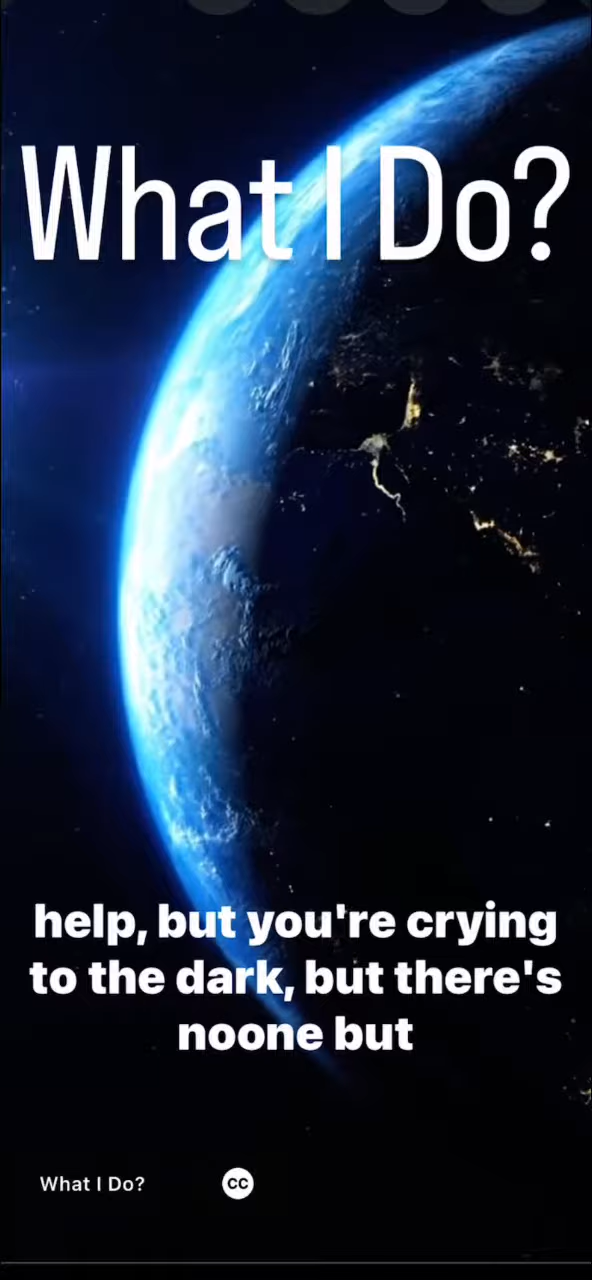 What I Do?
help, but you're crying
to the dark, but there's
noone but
What I Do?
CC